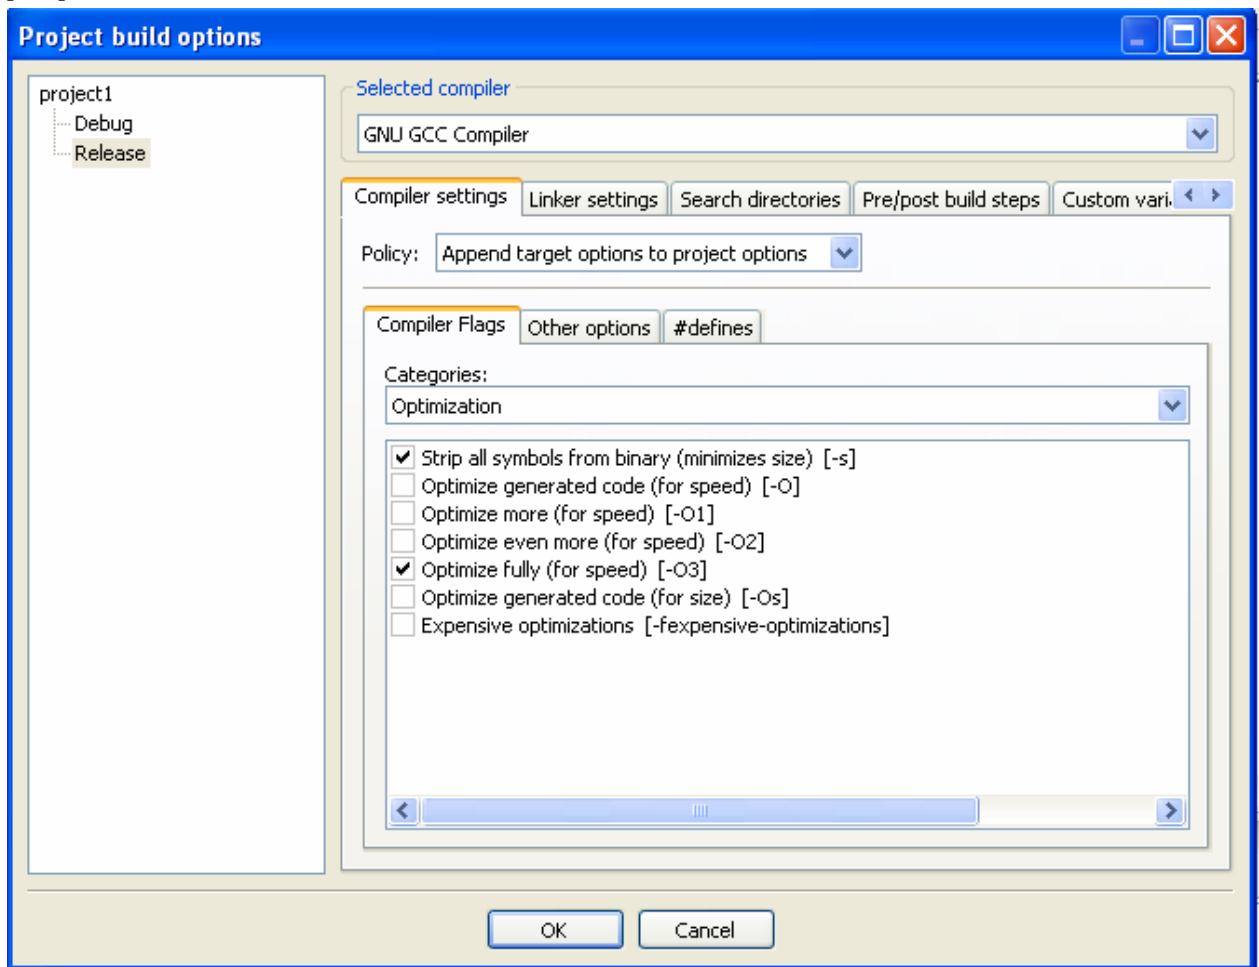 Project build options
project1
Debug
Release
Selected compiler
GNU GCC Compiler
Compiler settings Linker settings Search directories Pre/post build steps Custom vari
Policy: Append target options to project options
Compiler Flags Other options #defines
Categories:
Optimization
Strip all symbols from binary (minimizes size) [-s]
Optimize generated code (for speed) [-O]
Optimize more (for speed) [-O1]
Optimize even more (for speed) [-O2]
Optimize fully (for speed) [-O3]
Optimize generated code (for size) [-Os]
Expensive optimizations [-fexpensive-optimizations]
OK Cancel